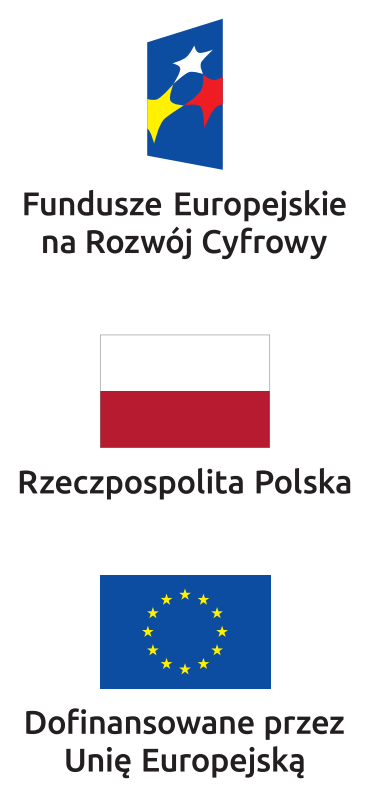 Fundusze Europejskie
na Rozwój Cyfrowy
Rzeczpospolita Polska
Dofinansowane przez
Unię Europejską